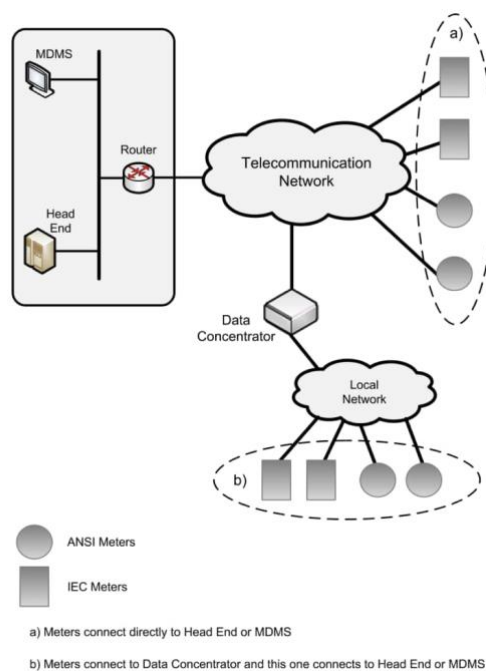 MDMS
Router
Head
End
Telecommunication
Network
a)
Data
Concentrator
Local
Network
b)
ANSI Meters
IEC Meters
a) Meters connect directly to Head End or MDMS
b) Meters connect to Data Concentrator and this one connects to Head End or MDMS